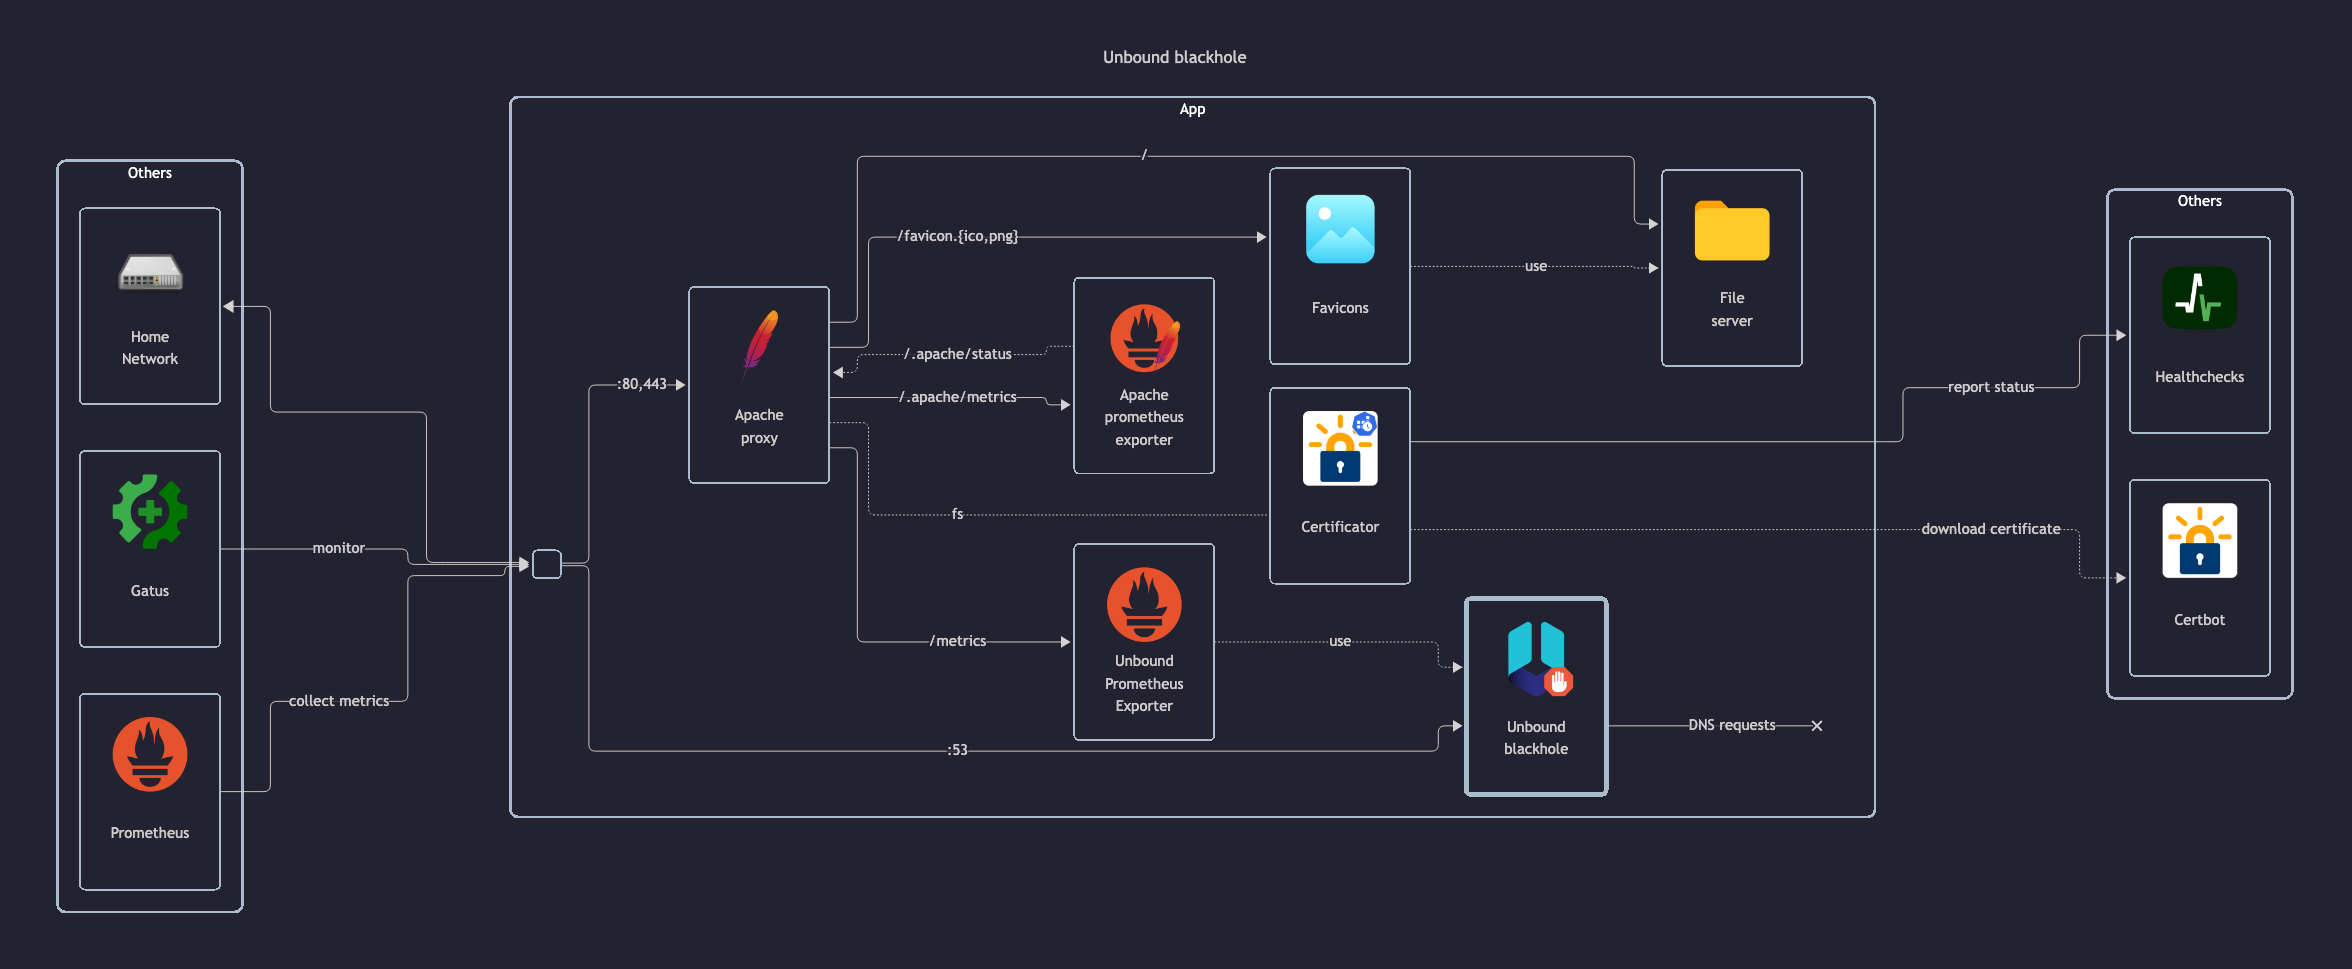 Unbound blackhole
Others
Home
Network
Gatus
monitor
Prometheus
collect metrics
App
:80,443
Apache
proxy
/
/favicon.{ico,png}
/.apache/status
/.apache/metrics
fs
/metrics
:53
Apache
prometheus
exporter
Unbound
Prometheus
Exporter
Favicons
Certificator
use
use
File
server
Unbound
blackhole
DNS requests
report status
download certificate
Others
Healthchecks
Certbot